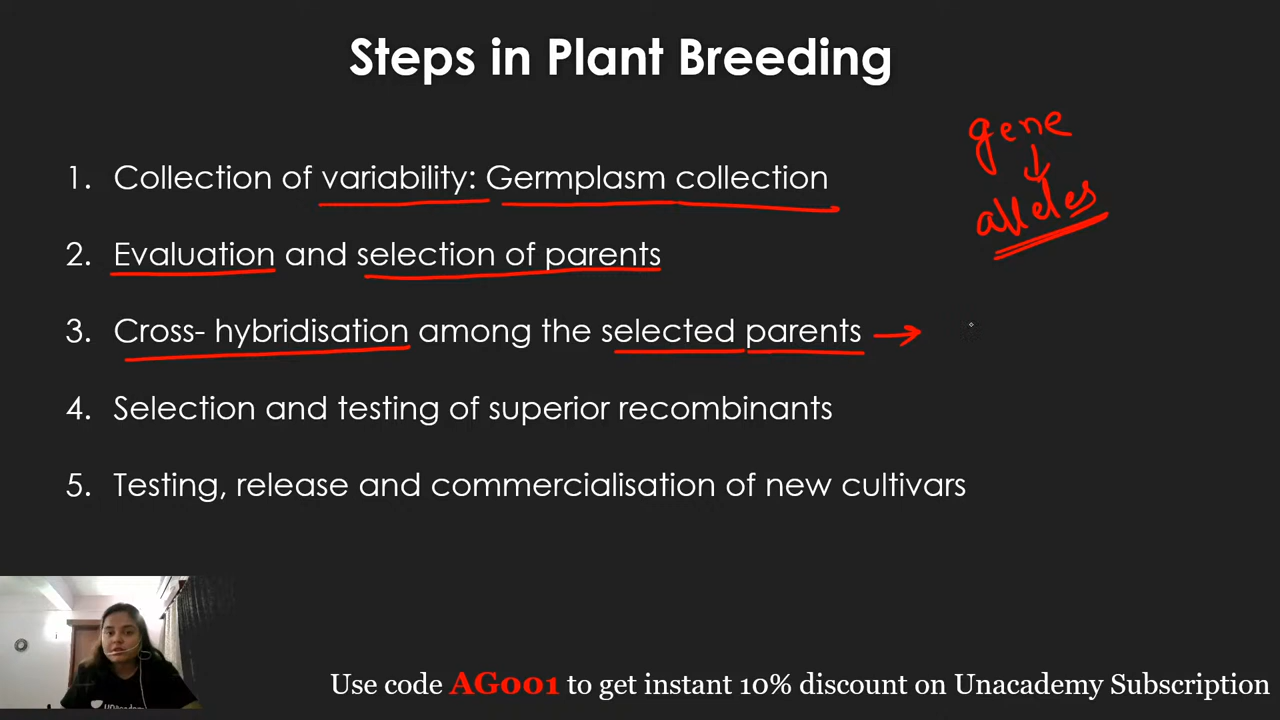 Steps in Plant Breeding
gene
↓
alleles
1. Collection of variability: Germplasm collection
2. Evaluation and selection of parents
3. Cross- hybridisation among the selected parents →
4. Selection and testing of superior recombinants
5. Testing, release and commercialisation of new cultivars
Use code AG001 to get instant 10% discount on Unacademy Subscription